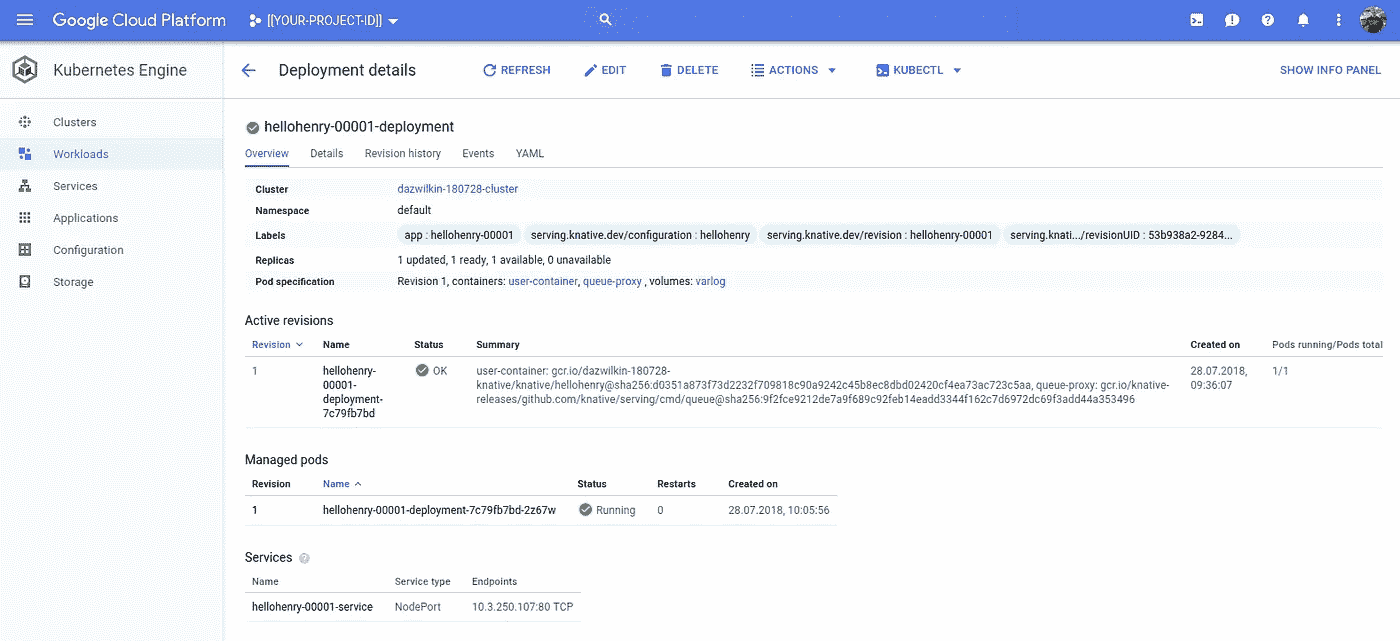 Google Cloud Platform [[YOUR-PROJECT-ID]]
Kubernetes Engine
Deployment details REFRESH EDIT DELETE ACTIONS KUBECTL SHOW INFO PANEL
Clusters
Workloads
Services
Applications
Configuration
Storage
hellohenry-00001-deployment
Overview Details Revision history Events YAML
Cluster dazwilkin-180728-cluster
Namespace default
Labels app : hellohenry-00001 serving.knative.dev/configuration : hellohenry serving.knative.dev/revision : hellohenry-00001 serving.knati.../revisionUID : 53b938a2-9284...
Replicas 1 updated, 1 ready, 1 available, 0 unavailable
Pod specification Revision 1, containers: user-container, queue-proxy , volumes: varlog
Active revisions
Revision Name Status Summary Created on Pods running/Pods total
1 hellohenry- OK user-container: gcr.io/dazwilkin-180728- 28.07.2018, 1/1
00001- knative/knative/hellohenry@sha256:d0351a873f73d2232f709818c90a9242c45b8ec8dbd02420cf4ea73ac723c5aa, queue-proxy: gcr.io/knative- 09:36:07
deployment- releases/github.com/knative/serving/cmd/queue@sha256:9f2fce9212de7a9f689c92feb14eadd3344f162c7d6972dc69f3add44a353496
7c79fb7bd
Managed pods
Revision Name Status Restarts Created on
1 hellohenry-00001-deployment-7c79fb7bd-2z67w Running 0 28.07.2018, 10:05:56
Services
Name Service type Endpoints
hellohenry-00001-service NodePort 10.3.250.107:80 TCP